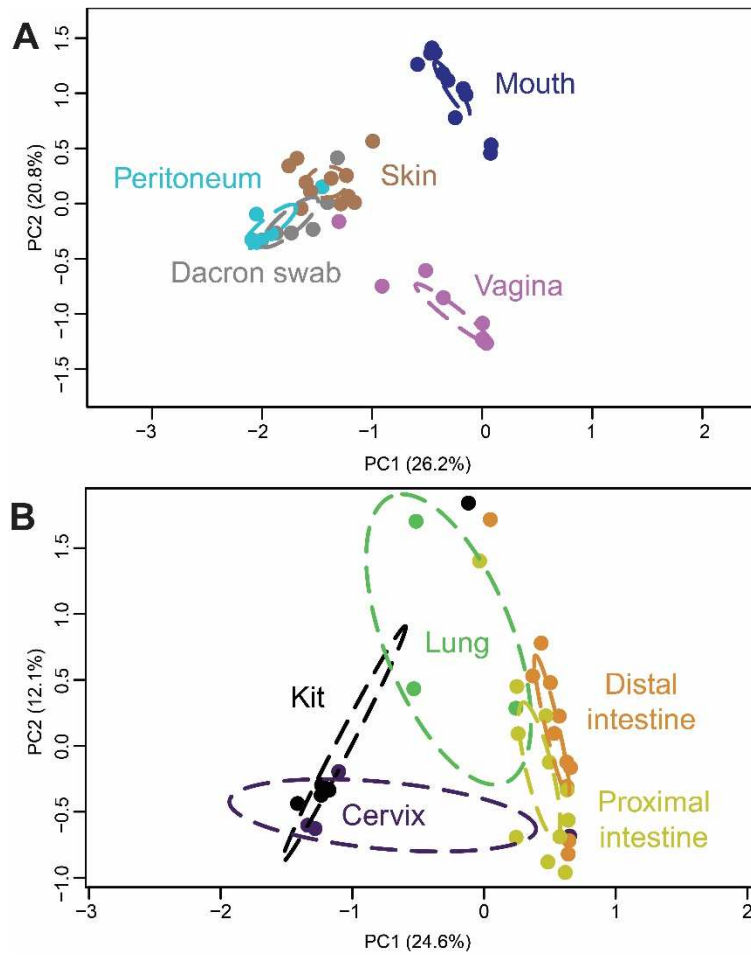 A
PC2 (20.8%)
1.5
1.0
0.5
0.0
−0.5
−1.0
−1.5
Mouth
Peritoneum
Skin
Dacron swab
Vagina
−3
−2
−1
0
1
2
PC1 (26.2%)
B
PC2 (12.1%)
1.5
1.0
0.5
0.0
−0.5
−1.0
Lung
Kit
Distal
intestine
Cervix
Proximal
intestine
−3
−2
−1
0
1
2
PC1 (24.6%)